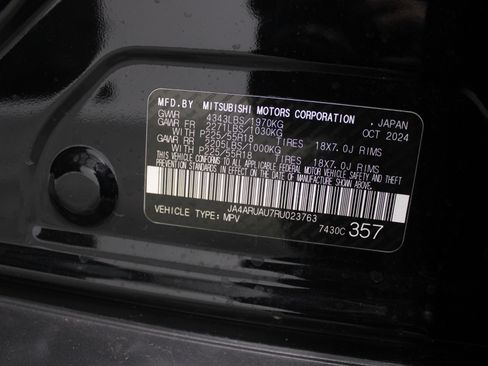 MFD.BY MITSUBISHI MOTORS CORPORATION , JAPAN
GVWR 4343LBS/1970KG OCT 2024
GAWR FR 2271LBS/1030KG
WITH P225/55R18 TIRES 18X7.0J RIMS
GAWR RR 2205LBS/1000KG
WITH P225/55R18 TIRES 18X7.0J RIMS
THIS VEHICLE CONFORMS TO ALL APPLICABLE FEDERAL MOTOR VEHICLE SAFETY, BUMPER AND THEFT
PREVENTION STANDARDS IN EFFECT ON THE DATE OF MANUFACTURE SHOWN ABOVE.
JA4ARUAU7RU023763
VEHICLE TYPE: MPV 7430C 357